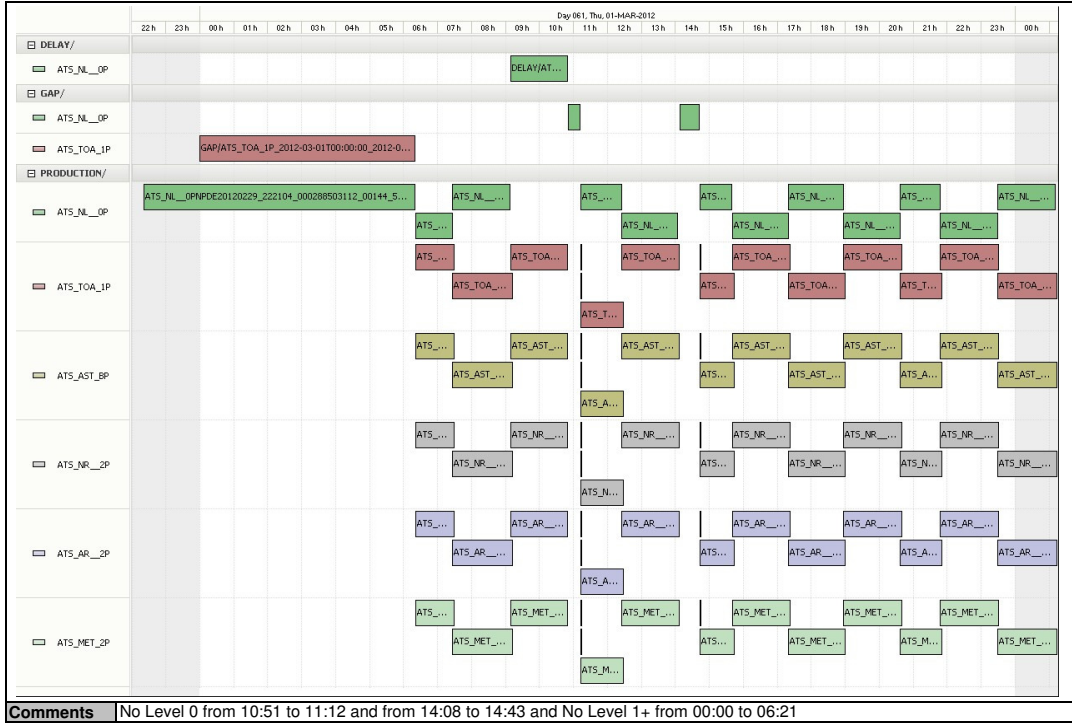 Day 061, Thu, 01-MAR-2012
22 h 23 h 00 h 01 h 02 h 03 h 04 h 05 h 06 h 07 h 08 h 09 h 10 h 11 h 12 h 13 h 14 h 15 h 16 h 17 h 18 h 19 h 20 h 21 h 22 h 23 h 00 h
DELAY/
ATS_NL__0P DELAY/AT...
GAP/
ATS_NL__0P
ATS_TOA_1P GAP/ATS_TOA_1P_2012-03-01T00:00:00_2012-0...
PRODUCTION/
ATS_NL__0PNPDE20120229_222104_000288503112_00144_5... ATS_NL__... ATS_... ATS... ATS_NL_... ATS_... ATS_NL__...
ATS_NL__0P
ATS_... ATS_NL_... ATS_NL_... ATS_NL__... ATS_NL_...
ATS_... ATS_TOA... ATS_TOA_... ATS_TOA_... ATS_TOA_... ATS_TOA_...
ATS_TOA_1P ATS_TOA_... ATS... ATS_TOA... ATS_T... ATS_TOA_...
ATS_T...
ATS_... ATS_AST_... ATS_AST_... ATS_AST_... ATS_AST_... ATS_AST_...
ATS_AST_BP ATS_AST_... ATS... ATS_AST_... ATS_A... ATS_AST_...
ATS_A...
ATS_... ATS_NR__... ATS_NR__... ATS_NR__... ATS_NR__... ATS_NR__...
ATS_NR__2P ATS_NR__... ATS... ATS_NR__... ATS_N... ATS_NR__...
ATS_N...
ATS_... ATS_AR__... ATS_AR__... ATS_AR__... ATS_AR__... ATS_AR__...
ATS_AR__2P ATS_AR__... ATS... ATS_AR__... ATS_A... ATS_AR__...
ATS_A...
ATS_... ATS_MET_... ATS_MET_... ATS_MET_... ATS_MET_... ATS_MET_...
ATS_MET_2P ATS_MET_... ATS... ATS_MET_... ATS_M... ATS_MET_...
ATS_M...
Comments No Level 0 from 10:51 to 11:12 and from 14:08 to 14:43 and No Level 1+ from 00:00 to 06:21